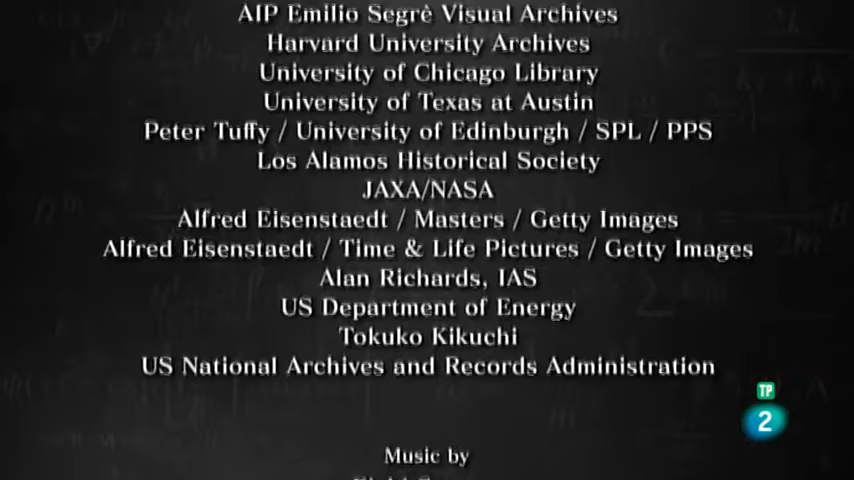 AIP Emilio Segrè Visual Archives
Harvard University Archives
University of Chicago Library
University of Texas at Austin
Peter Tuffy / University of Edinburgh / SPL / PPS
Los Alamos Historical Society
JAXA/NASA
Alfred Eisenstaedt / Masters / Getty Images
Alfred Eisenstaedt / Time & Life Pictures / Getty Images
Alan Richards, IAS
US Department of Energy
Tokuko Kikuchi
US National Archives and Records Administration
TP
2
Music by